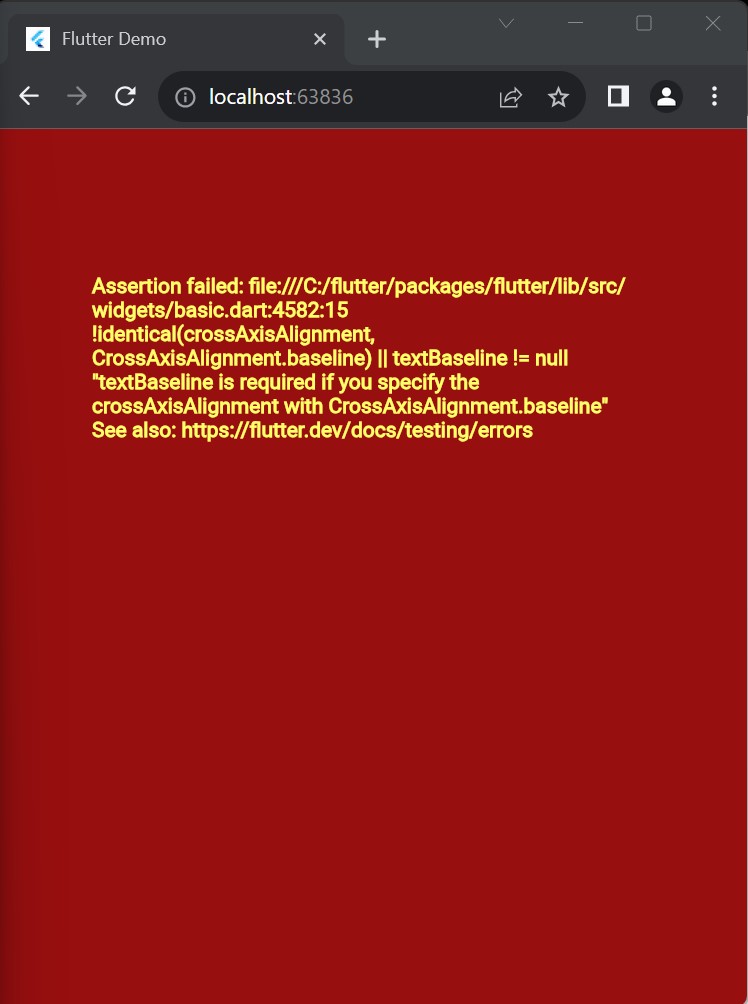 Flutter Demo
localhost:63836
Assertion failed: file:///C:/flutter/packages/flutter/lib/src/
widgets/basic.dart:4582:15
!identical(crossAxisAlignment,
CrossAxisAlignment.baseline) || textBaseline != null
"textBaseline is required if you specify the
crossAxisAlignment with CrossAxisAlignment.baseline"
See also: https://flutter.dev/docs/testing/errors